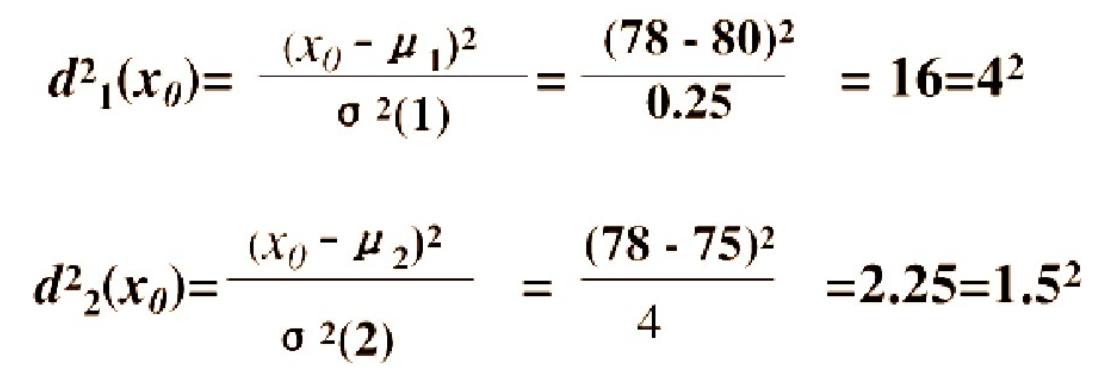 d²₁(x₀)= (x₀ - μ₁)² / σ²(1) = (78 - 80)² / 0.25 = 16=4²
d²₂(x₀)= (x₀ - μ₂)² / σ²(2) = (78 - 75)² / 4 =2.25=1.5²